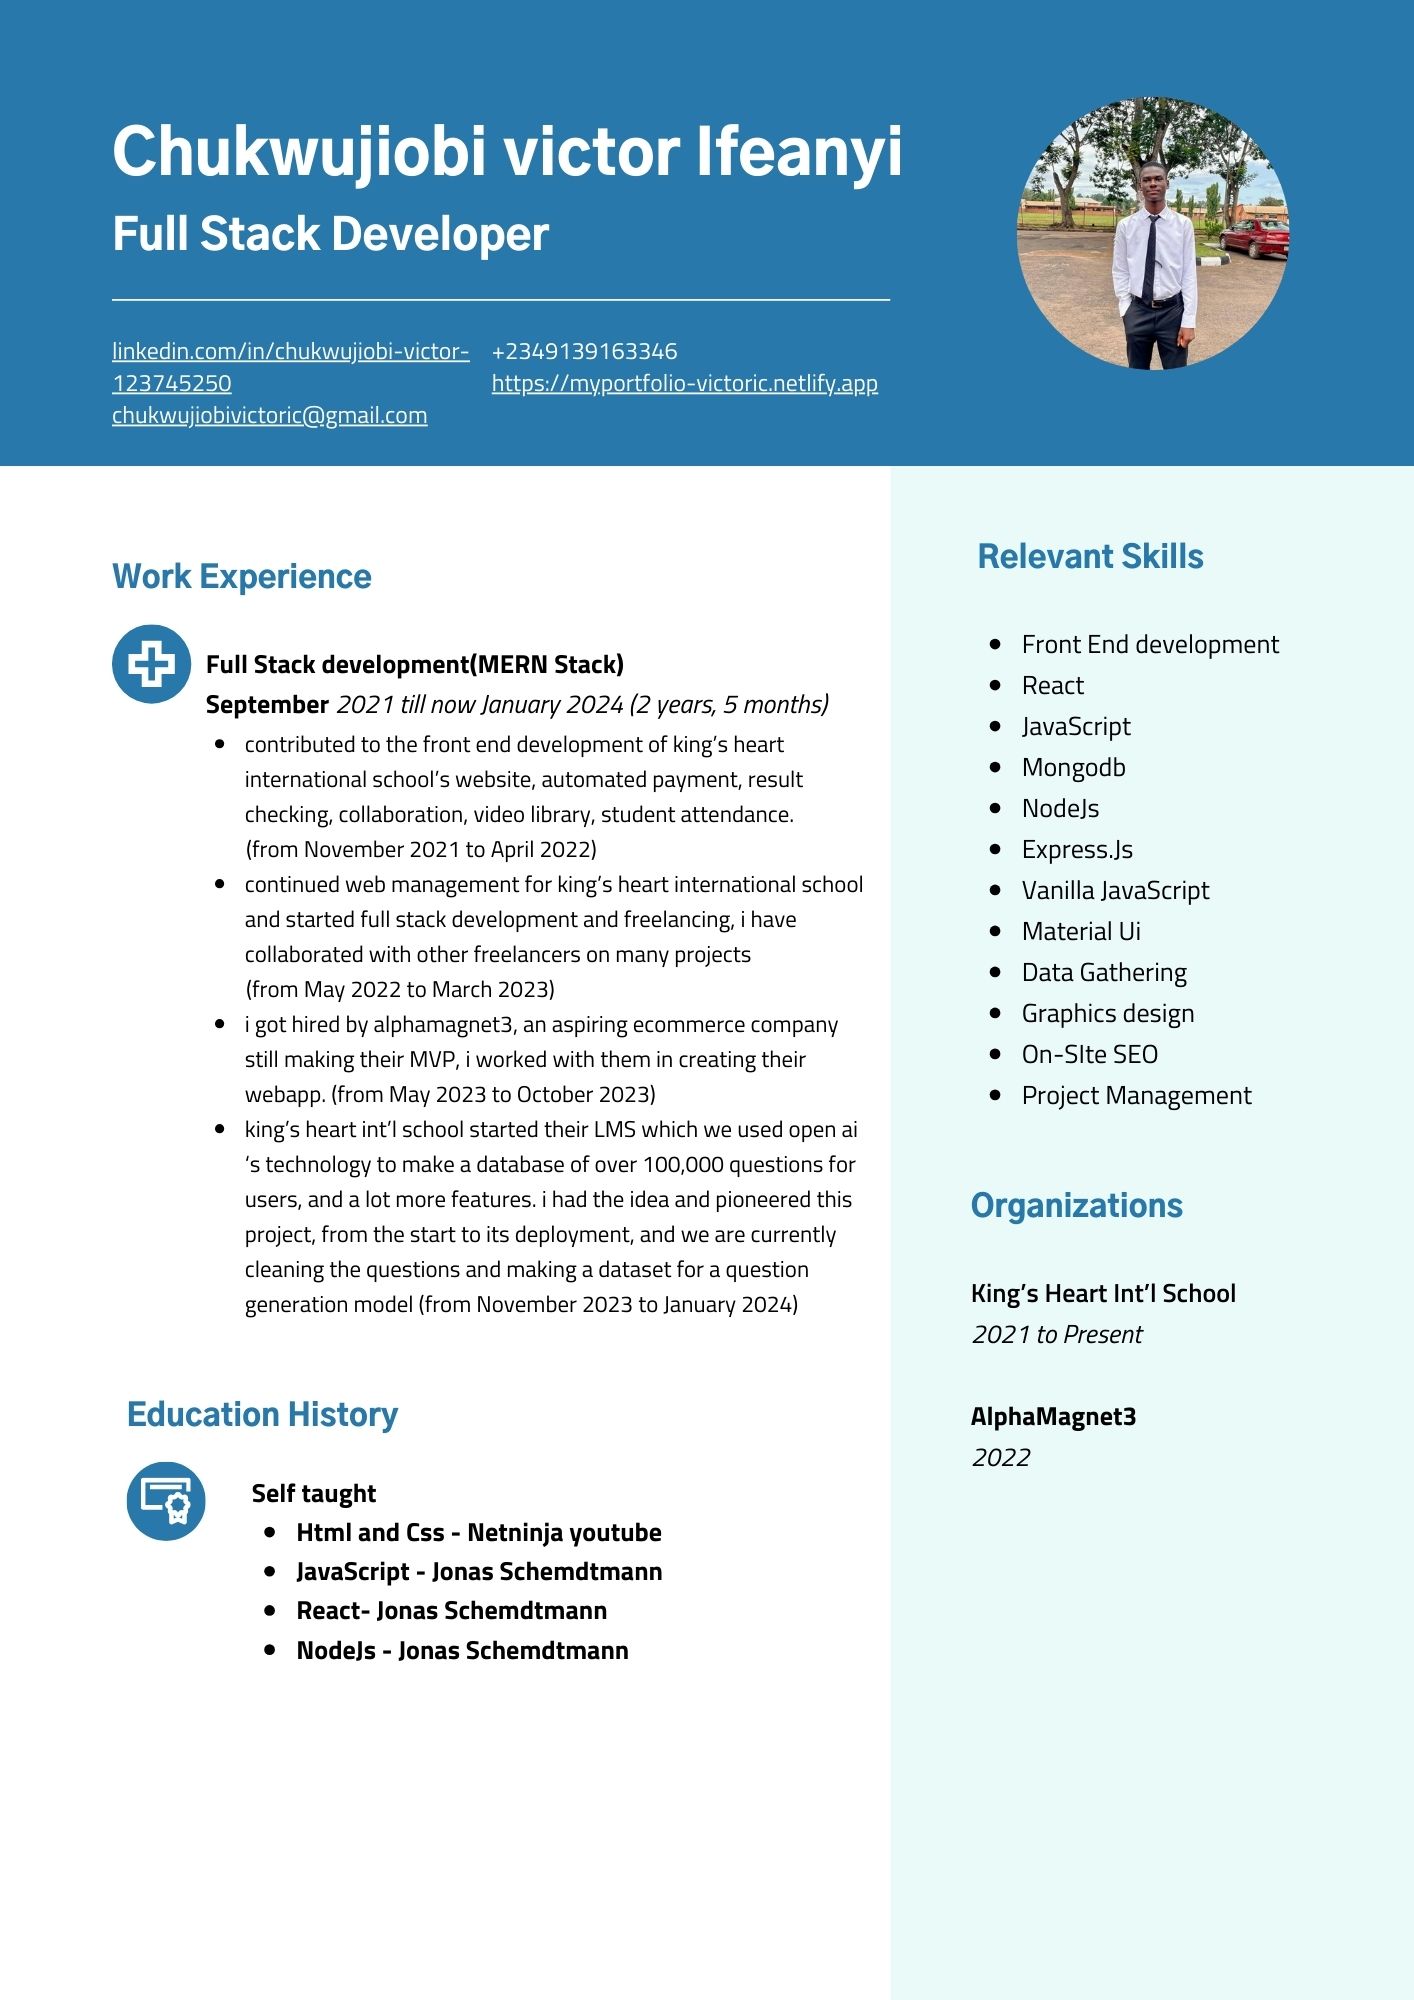 Chukwujiobi victor Ifeanyi
Full Stack Developer
linkedin.com/in/chukwujiobi-victor-
123745250
chukwujiobivictoric@gmail.com
+2349139163346
https://myportfolio-victoric.netlify.app
Work Experience
Full Stack development(MERN Stack)
September 2021 till now January 2024 (2 years, 5 months)
contributed to the front end development of king's heart
international school's website, automated payment, result
checking, collaboration, video library, student attendance.
(from November 2021 to April 2022)
continued web management for king's heart international school
and started full stack development and freelancing, i have
collaborated with other freelancers on many projects
(from May 2022 to March 2023)
i got hired by alphamagnet3, an aspiring ecommerce company
still making their MVP, i worked with them in creating their
webapp. (from May 2023 to October 2023)
king's heart int'l school started their LMS which we used open ai
's technology to make a database of over 100,000 questions for
users, and a lot more features. i had the idea and pioneered this
project, from the start to its deployment, and we are currently
cleaning the questions and making a dataset for a question
generation model (from November 2023 to January 2024)
Education History
Self taught
Html and Css - Netninja youtube
JavaScript - Jonas Schemdtmann
React- Jonas Schemdtmann
NodeJs - Jonas Schemdtmann
Relevant Skills
Front End development
React
JavaScript
Mongodb
NodeJs
Express.Js
Vanilla JavaScript
Material Ui
Data Gathering
Graphics design
On-SIte SEO
Project Management
Organizations
King's Heart Int'l School
2021 to Present
AlphaMagnet3
2022